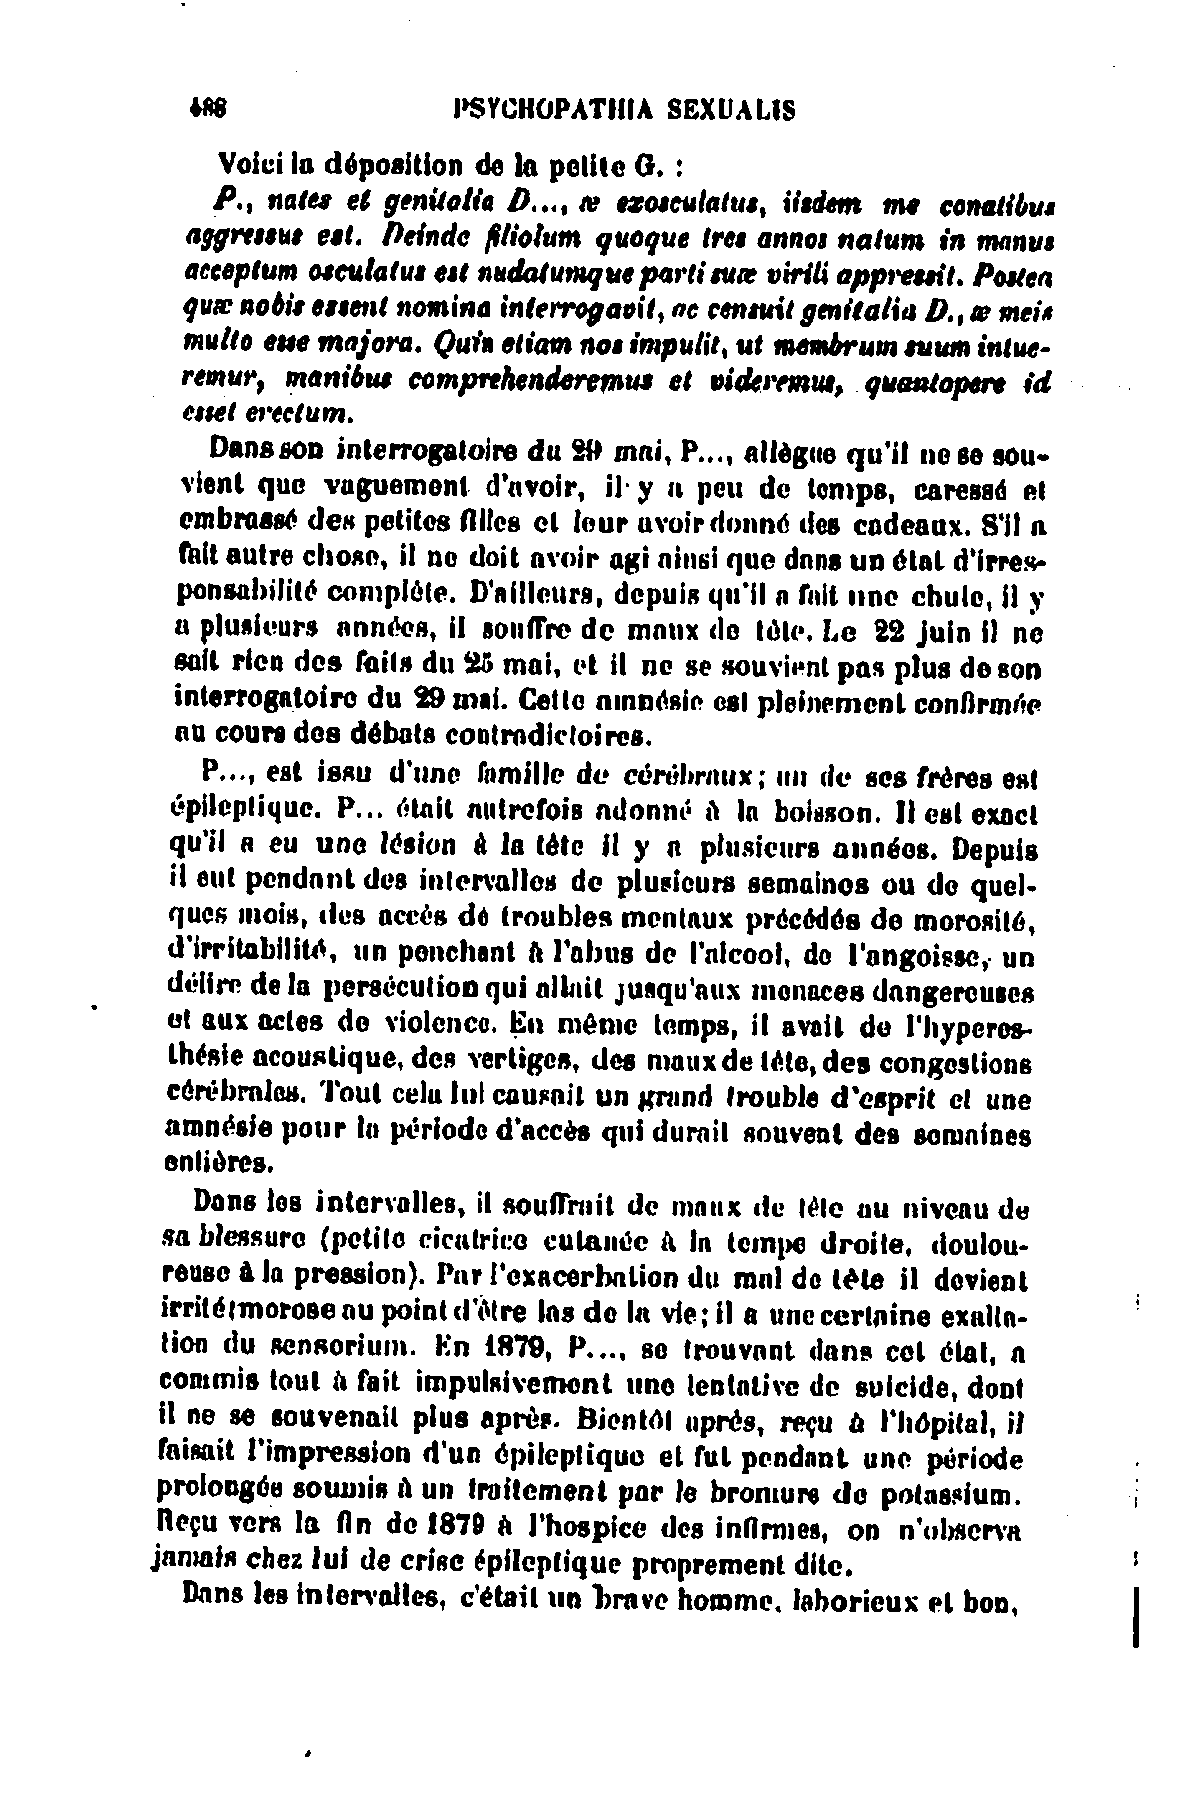 488 PSYCHOPATHIA SEXUALIS
Voici la déposition de la petite G. :
P., nates et genitalia D..., æ exosculatus, iisdem me conatibus
aggressus est. Deinde filiolum quoque tres annos natum in manus
acceptum osculatus est nudatumque parti suæ virili appressit. Postea
quæ nobis essent nomina interrogavit, ac censuit genitalia D., æ meis
multo esse majora. Quin etiam nos impulit, ut membrum suum intue-
remur, manibus comprehenderemus et videremus, quantopere id
esset erectum.
Dans son interrogatoire du 29 mai, P..., allègue qu'il ne se sou-
vient que vaguement d'avoir, il y a peu de temps, caressé et
embrassé des petites filles et leur avoir donné des cadeaux. S'il a
fait autre chose, il ne doit avoir agi ainsi que dans un état d'irres-
ponsabilité complète. D'ailleurs, depuis qu'il a fait une chute, il y
a plusieurs années, il souffre de maux de tête. Le 22 juin il ne
sait rien des faits du 25 mai, et il ne se souvient pas plus de son
interrogatoire du 29 mai. Cette amnésie est pleinement confirmée
au cours des débats contradictoires.
P..., est issu d'une famille de cérébraux; un de ses frères est
épileptique. P... était autrefois adonné à la boisson. Il est exact
qu'il a eu une lésion à la tête il y a plusieurs années. Depuis
il eut pendant des intervalles de plusieurs semaines ou de quel-
ques mois, des accès de troubles mentaux précédés de morosité,
d'irritabilité, un penchant à l'abus de l'alcool, de l'angoisse, un
délire de la persécution qui allait jusqu'aux menaces dangereuses
et aux actes de violence. En même temps, il avait de l'hyperes-
thésie acoustique, des vertiges, des maux de tête, des congestions
cérébrales. Tout cela lui causait un grand trouble d'esprit et une
amnésie pour la période d'accès qui durait souvent des semaines
entières.
Dans les intervalles, il souffrait de maux de tête au niveau de
sa blessure (petite cicatrice cutanée à la tempe droite, doulou-
reuse à la pression). Par l'exacerbation du mal de tête il devient
irrité, morose au point d'être las de la vie; il a une certaine exalta-
tion du sensorium. En 1879, P..., se trouvant dans cet état, a
commis tout à fait impulsivement une tentative de suicide, dont
il ne se souvenait plus après. Bientôt après, reçu à l'hôpital, il
faisait l'impression d'un épileptique et fut pendant une période
prolongée soumis à un traitement par le bromure de potassium.
Reçu vers la fin de 1879 à l'hospice des infirmes, on n'observa
jamais chez lui de crise épileptique proprement dite.
Dans les intervalles, c'était un brave homme, laborieux et bon,